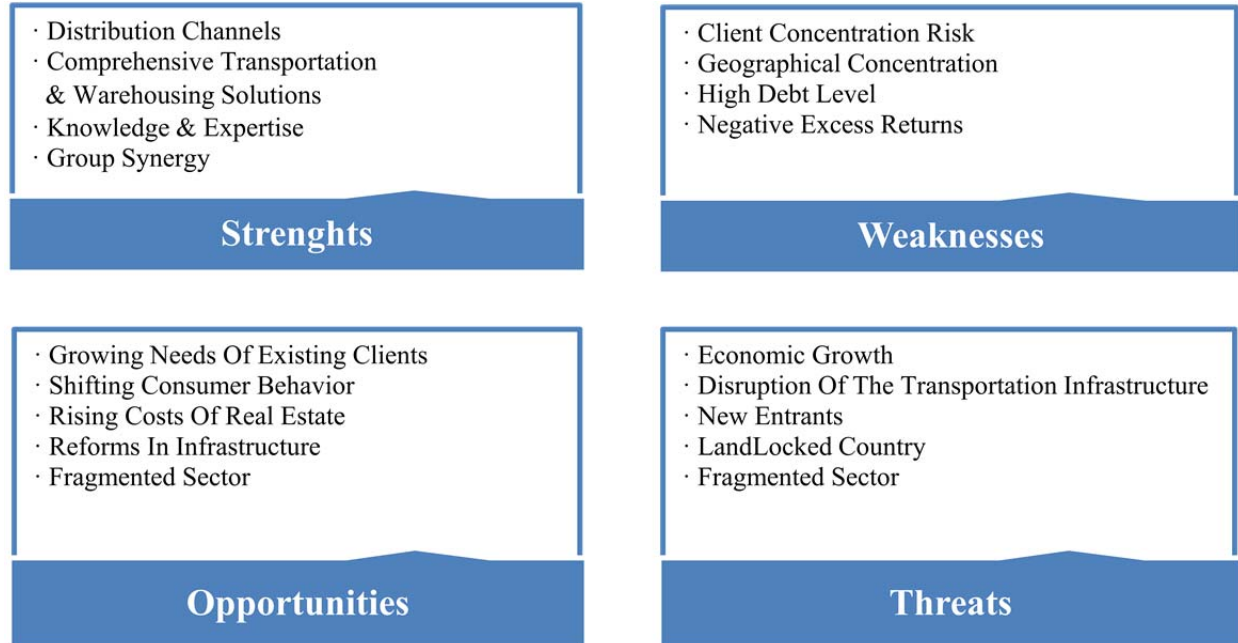 · Distribution Channels
· Comprehensive Transportation
& Warehousing Solutions
· Knowledge & Expertise
· Group Synergy
Strenghts
· Client Concentration Risk
· Geographical Concentration
· High Debt Level
· Negative Excess Returns
Weaknesses
· Growing Needs Of Existing Clients
· Shifting Consumer Behavior
· Rising Costs Of Real Estate
· Reforms In Infrastructure
· Fragmented Sector
Opportunities
· Economic Growth
· Disruption Of The Transportation Infrastructure
· New Entrants
· LandLocked Country
· Fragmented Sector
Threats